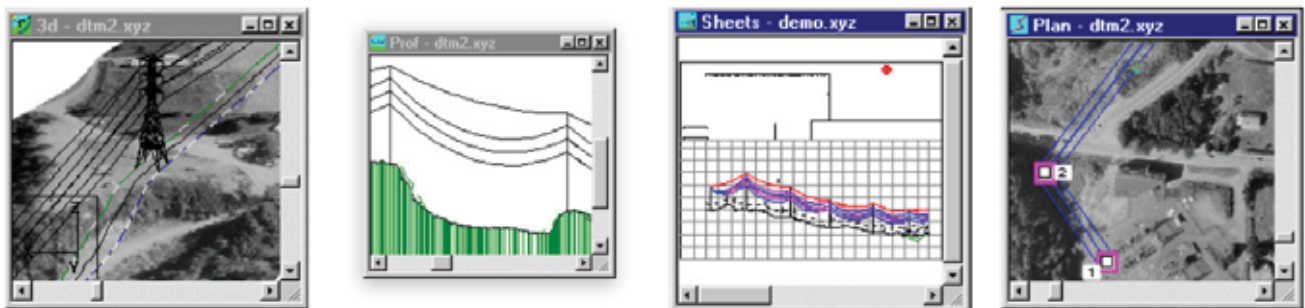 3d - dtm2.xyz
Prof - dtm2.xyz
Sheets - demo.xyz
Plan - dtm2.xyz
2
1